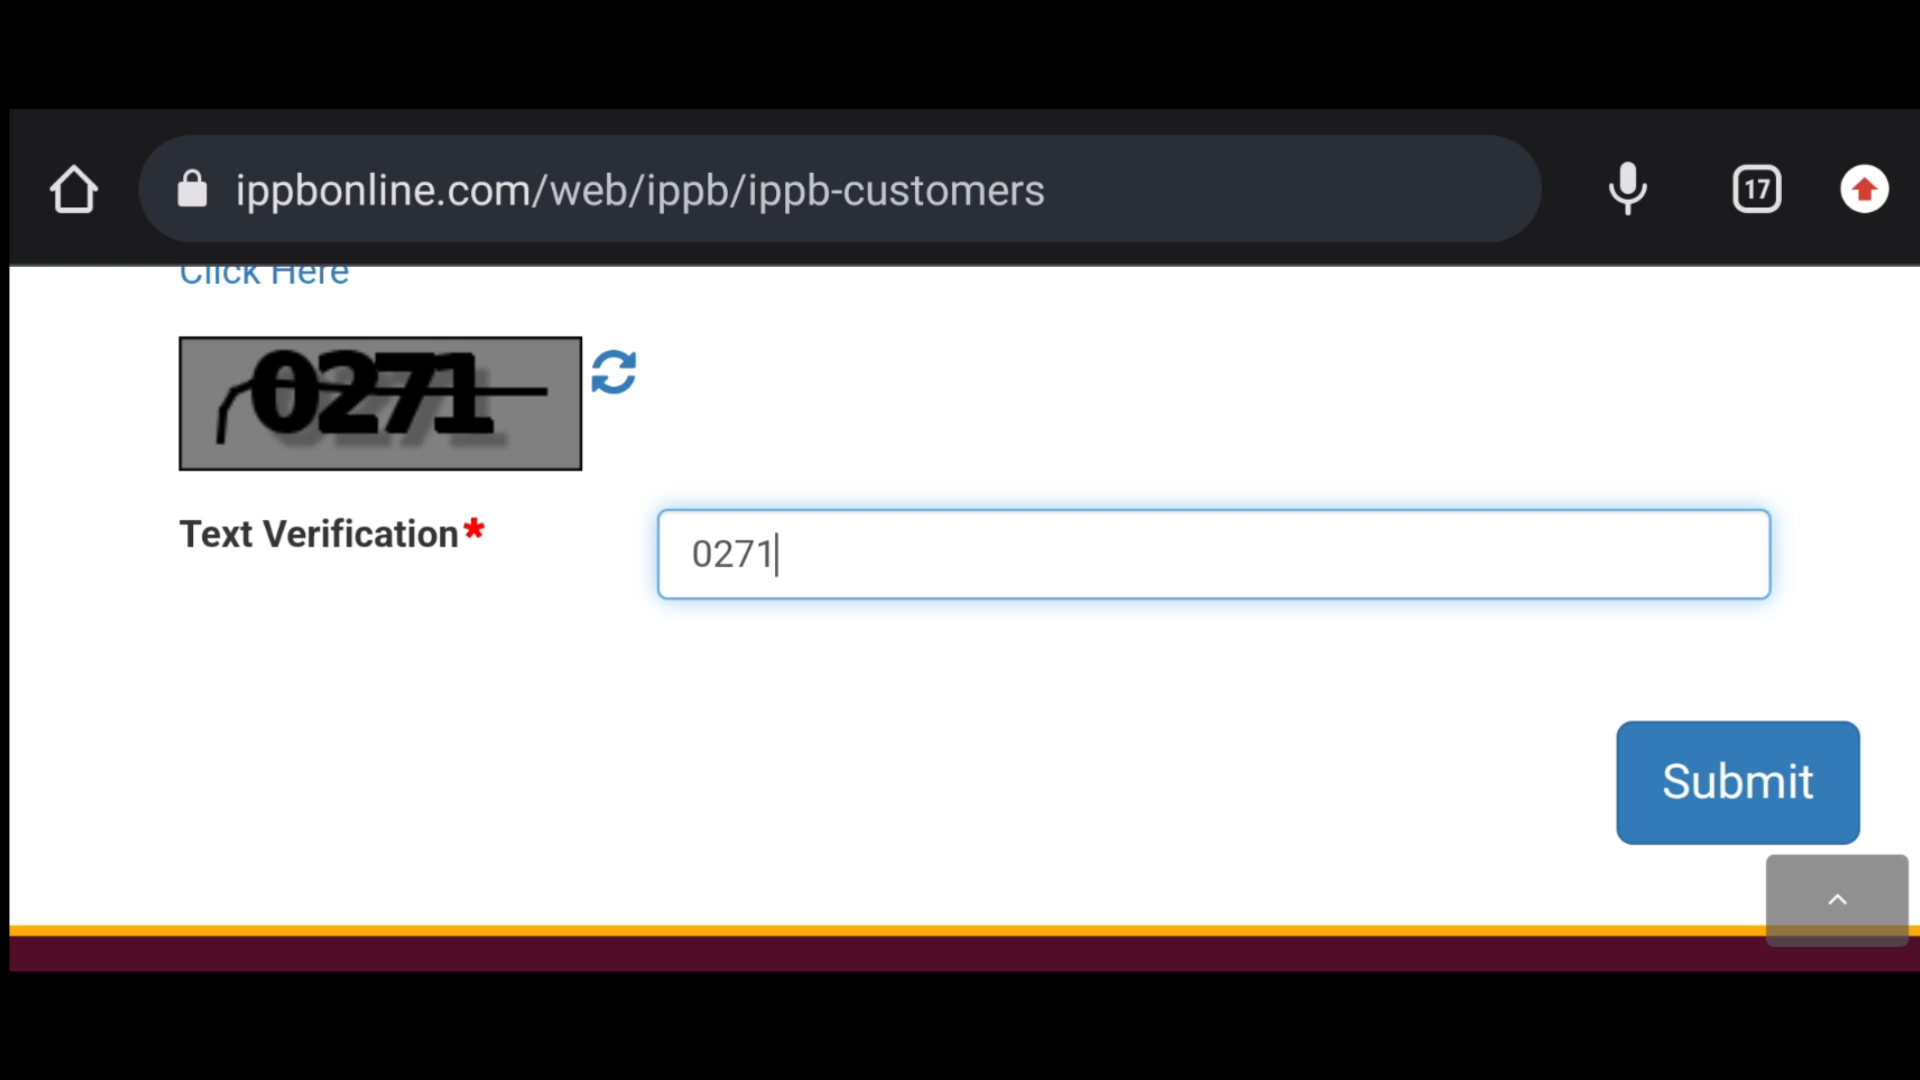 ippbonline.com/web/ippb/ippb-customers
17
Click Here
0271
Text Verification*
0271
Submit